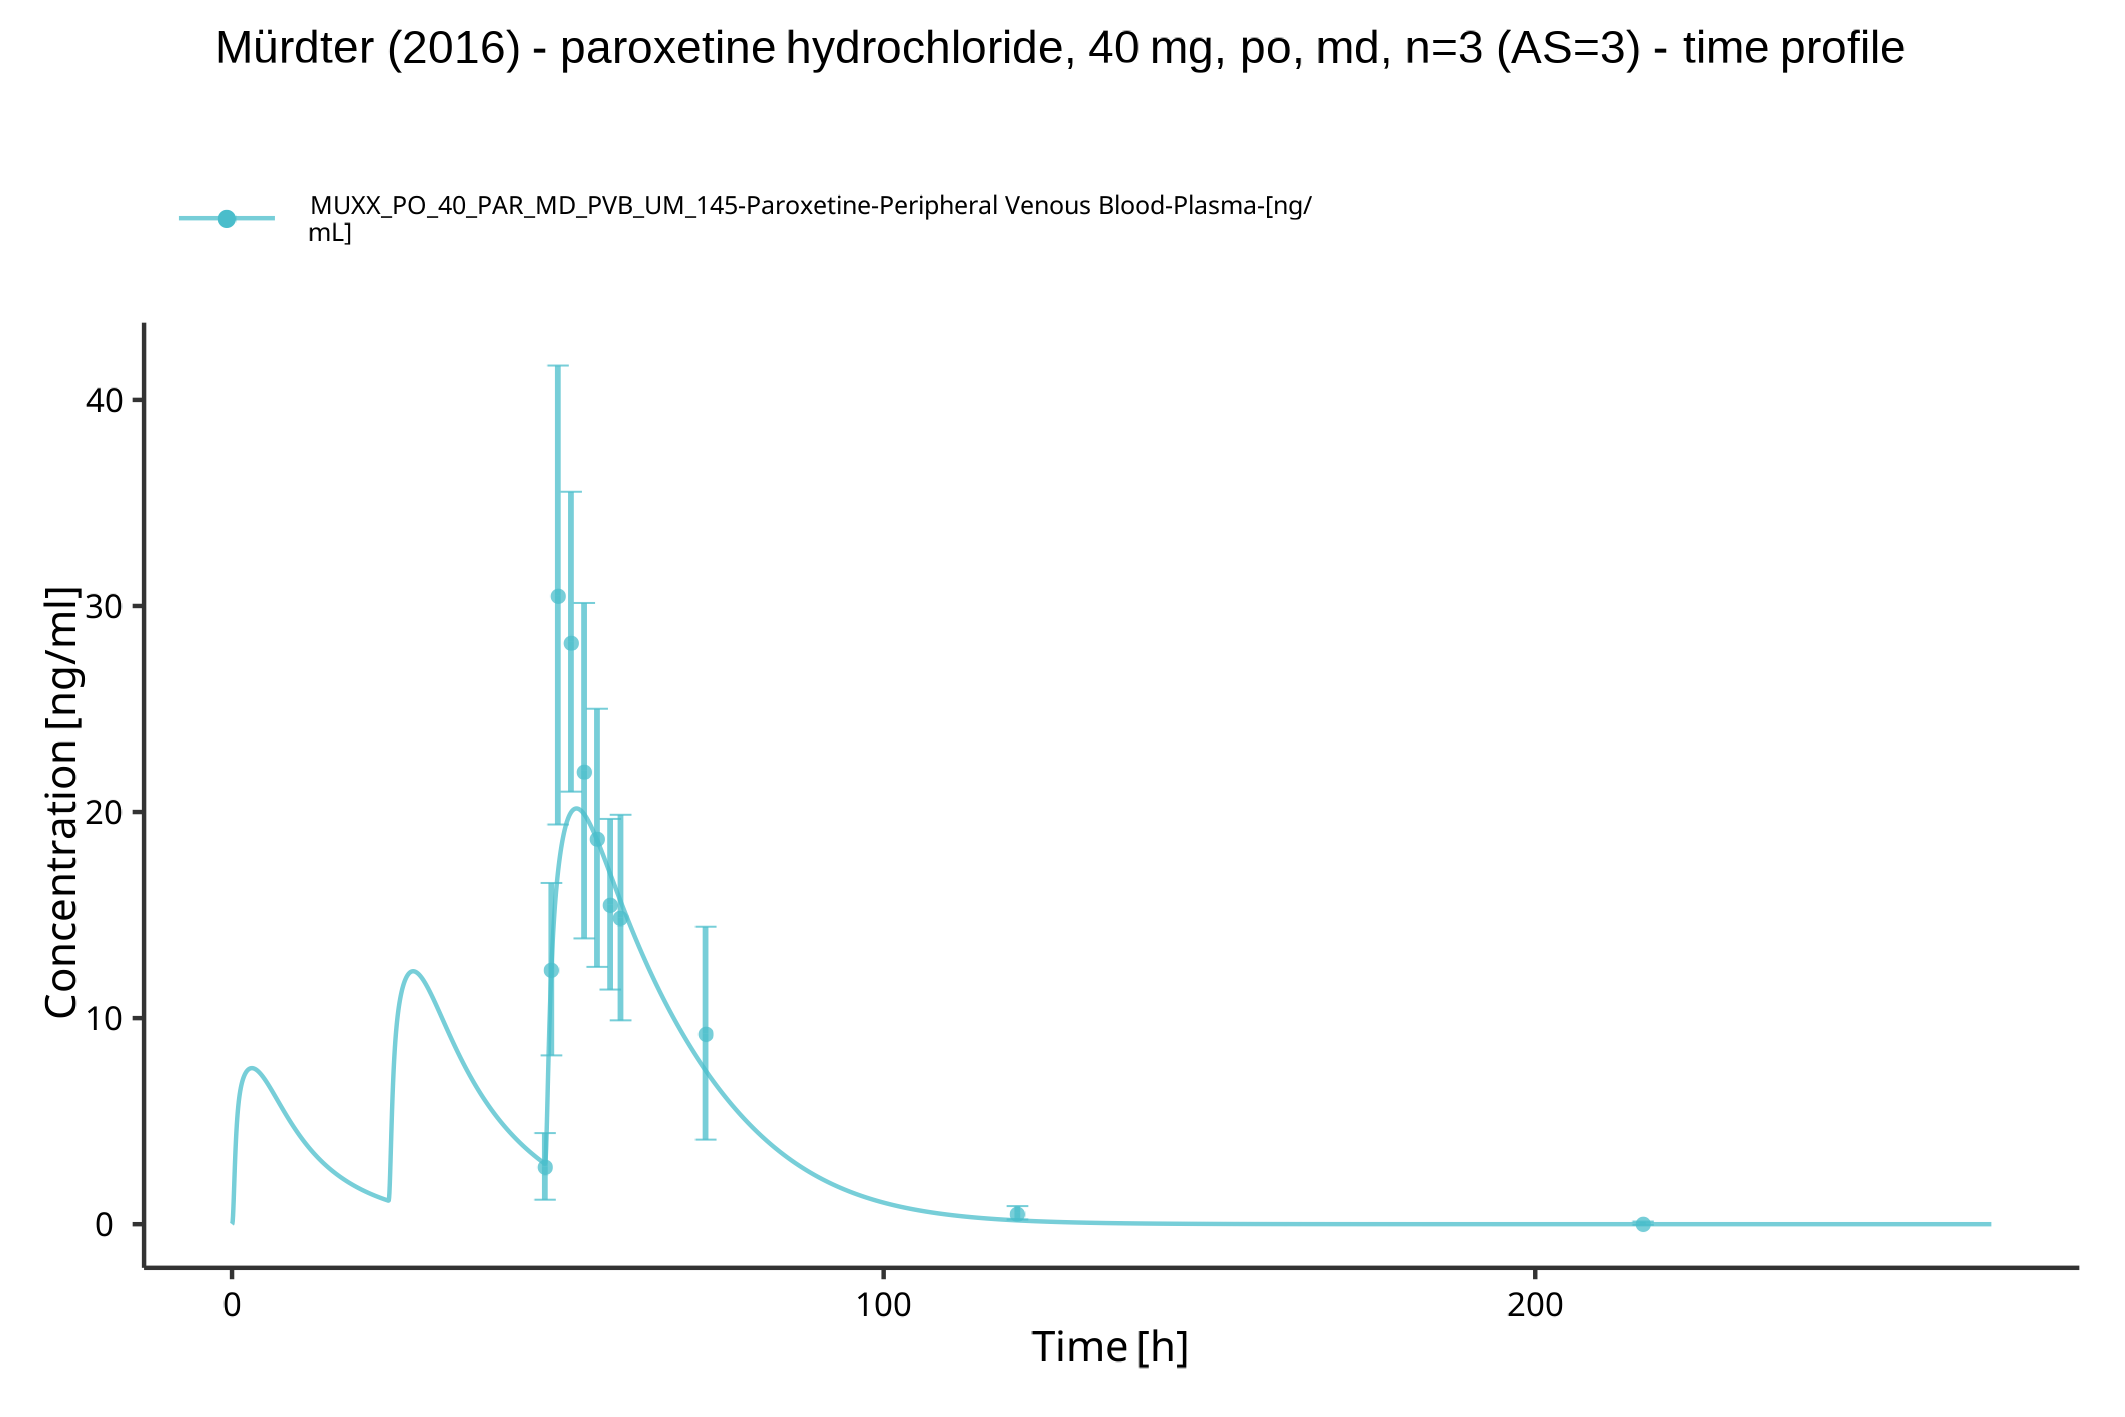 Mürdter (2016) - paroxetine hydrochloride, 40 mg, po, md, n=3 (AS=3) - time profile
MUXX_PO_40_PAR_MD_PVB_UM_145-Paroxetine-Peripheral Venous Blood-Plasma-[ng/
mL]
Concentration [ng/ml]
40
30
20
10
0
0
100
200
Time [h]